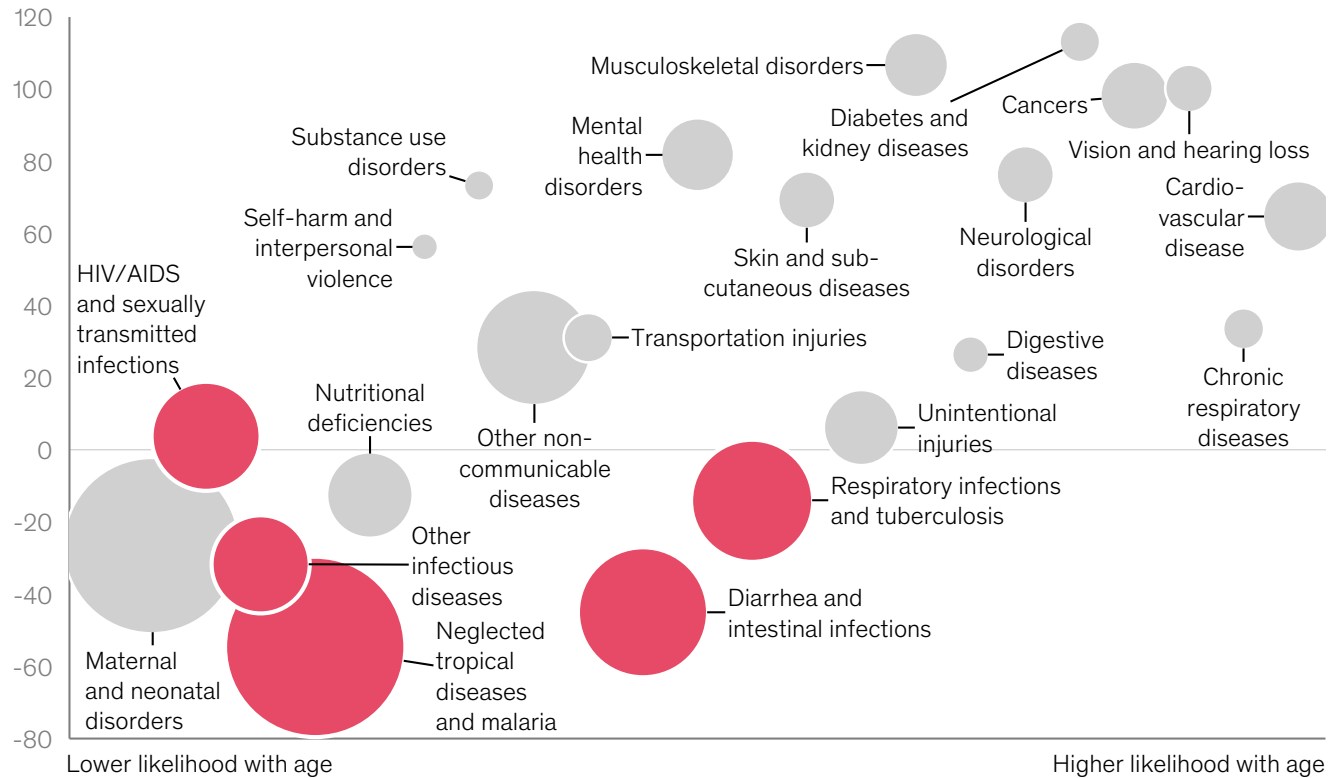 120
100
80
60
40
20
0
-20
-40
-60
-80
Musculoskeletal disorders
Diabetes and
kidney diseases
Cancers
Vision and hearing loss
Substance use
disorders
Mental
health
disorders
Self-harm and
interpersonal
violence
Skin and sub-
cutaneous diseases
Neurological
disorders
Cardio-
vascular
disease
HIV/AIDS
and sexually
transmitted
infections
Transportation injuries
Digestive
diseases
Chronic
respiratory
diseases
Nutritional
deficiencies
Other non-
communicable
diseases
Unintentional
injuries
Respiratory infections
and tuberculosis
Other
infectious
diseases
Diarrhea and
intestinal infections
Neglected
tropical
diseases
and malaria
Maternal
and neonatal
disorders
Lower likelihood with age
Higher likelihood with age